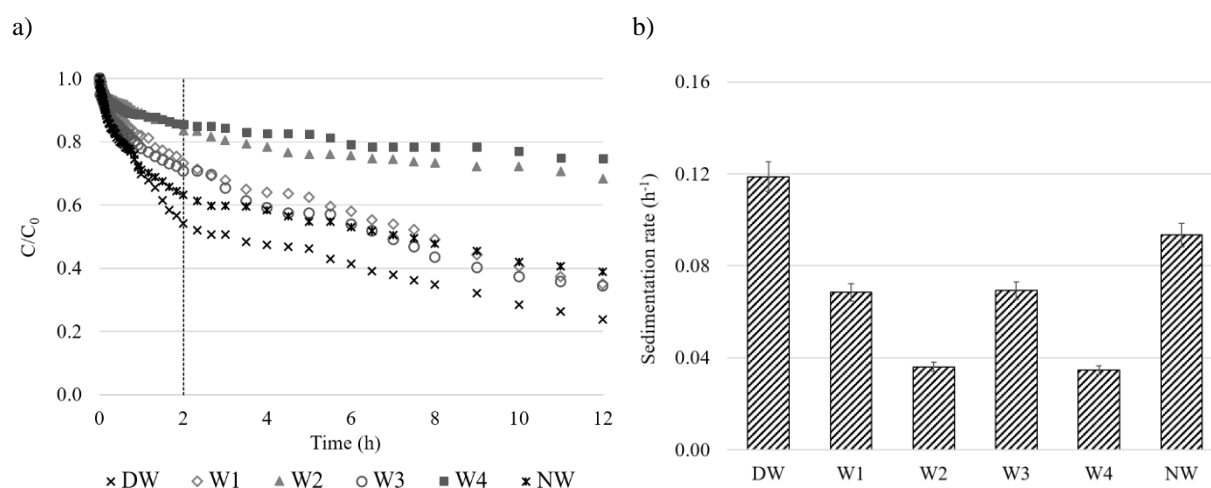 a)
1.0
0.8
0.6
0.4
0.2
0.0
C/C₀
0 2 4 6 8 10 12
Time (h)
DW W1 W2 W3 W4 NW
b)
0.16
0.12
0.08
0.04
0.00
Sedimentation rate (h⁻¹)
DW W1 W2 W3 W4 NW